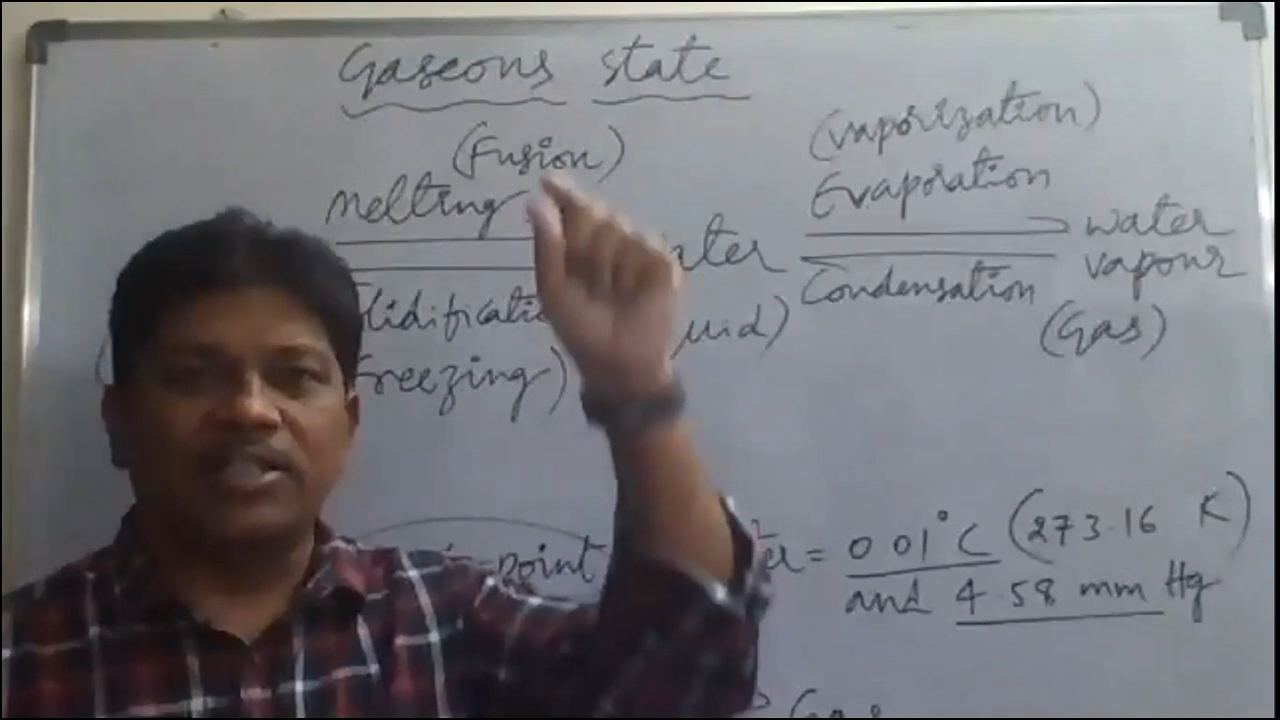 Gaseous state
(Fusion)
melting
(vaporization)
Evaporation
water
vapour
(Gas)
Condensation
freezing)
point
= 0.01°C (273.16 K)
and 4.58 mm Hg
Gas